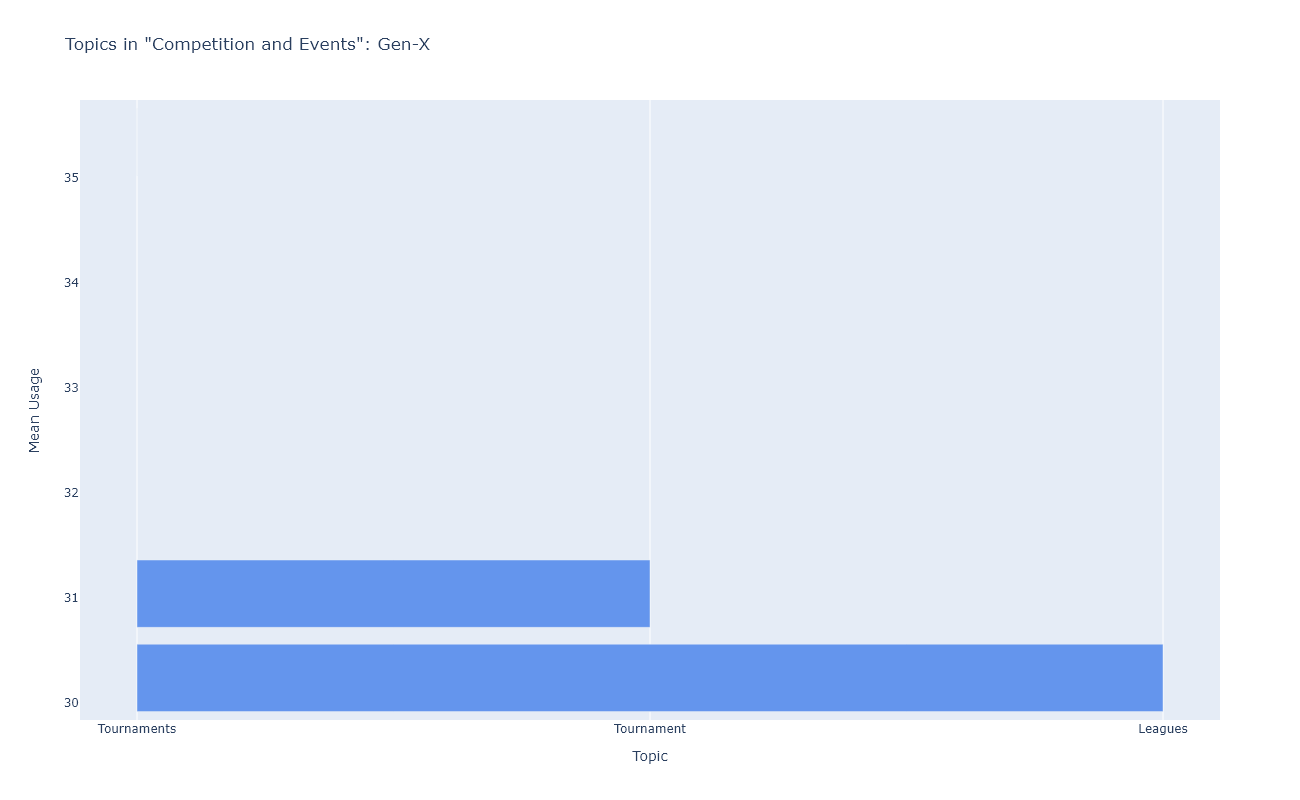 Topics in "Competition and Events": Gen-X
35
34
33
32
31
30
Mean Usage
Tournaments
Tournament
Leagues
Topic